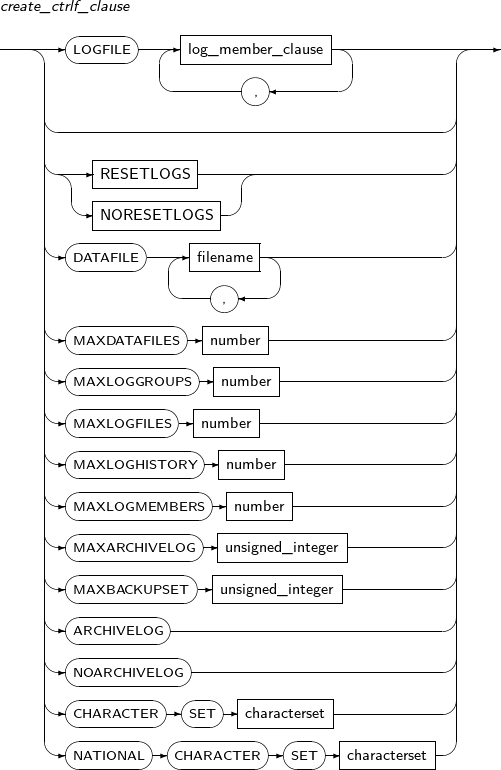 create_ctrlf_clause
LOGFILE log_member_clause
,
RESETLOGS
NORESETLOGS
DATAFILE filename
,
MAXDATAFILES number
MAXLOGGROUPS number
MAXLOGFILES number
MAXLOGHISTORY number
MAXLOGMEMBERS number
MAXARCHIVELOG unsigned_integer
MAXBACKUPSET unsigned_integer
ARCHIVELOG
NOARCHIVELOG
CHARACTER SET characterset
NATIONAL CHARACTER SET characterset